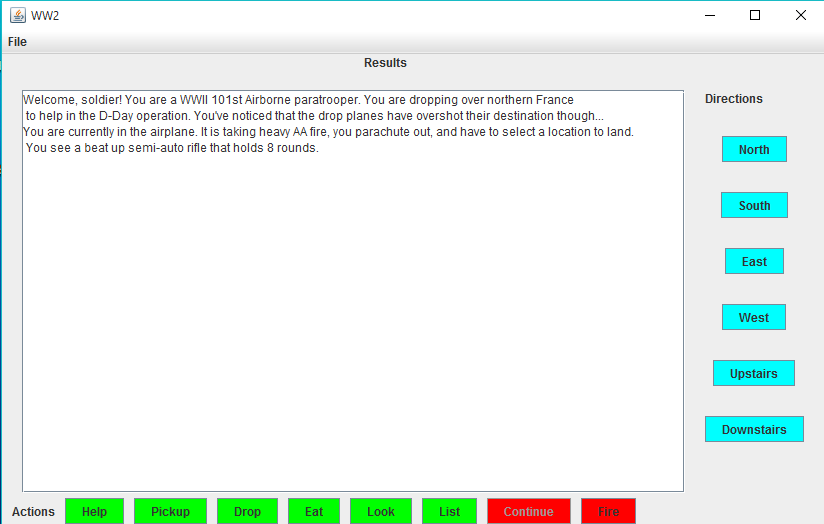 WW2
File
Results
Welcome, soldier! You are a WWII 101st Airborne paratrooper. You are dropping over northern France
to help in the D-Day operation. You've noticed that the drop planes have overshot their destination though...
You are currently in the airplane. It is taking heavy AA fire, you parachute out, and have to select a location to land.
You see a beat up semi-auto rifle that holds 8 rounds.
Directions
North
South
East
West
Upstairs
Downstairs
Actions Help Pickup Drop Eat Look List Continue Fire